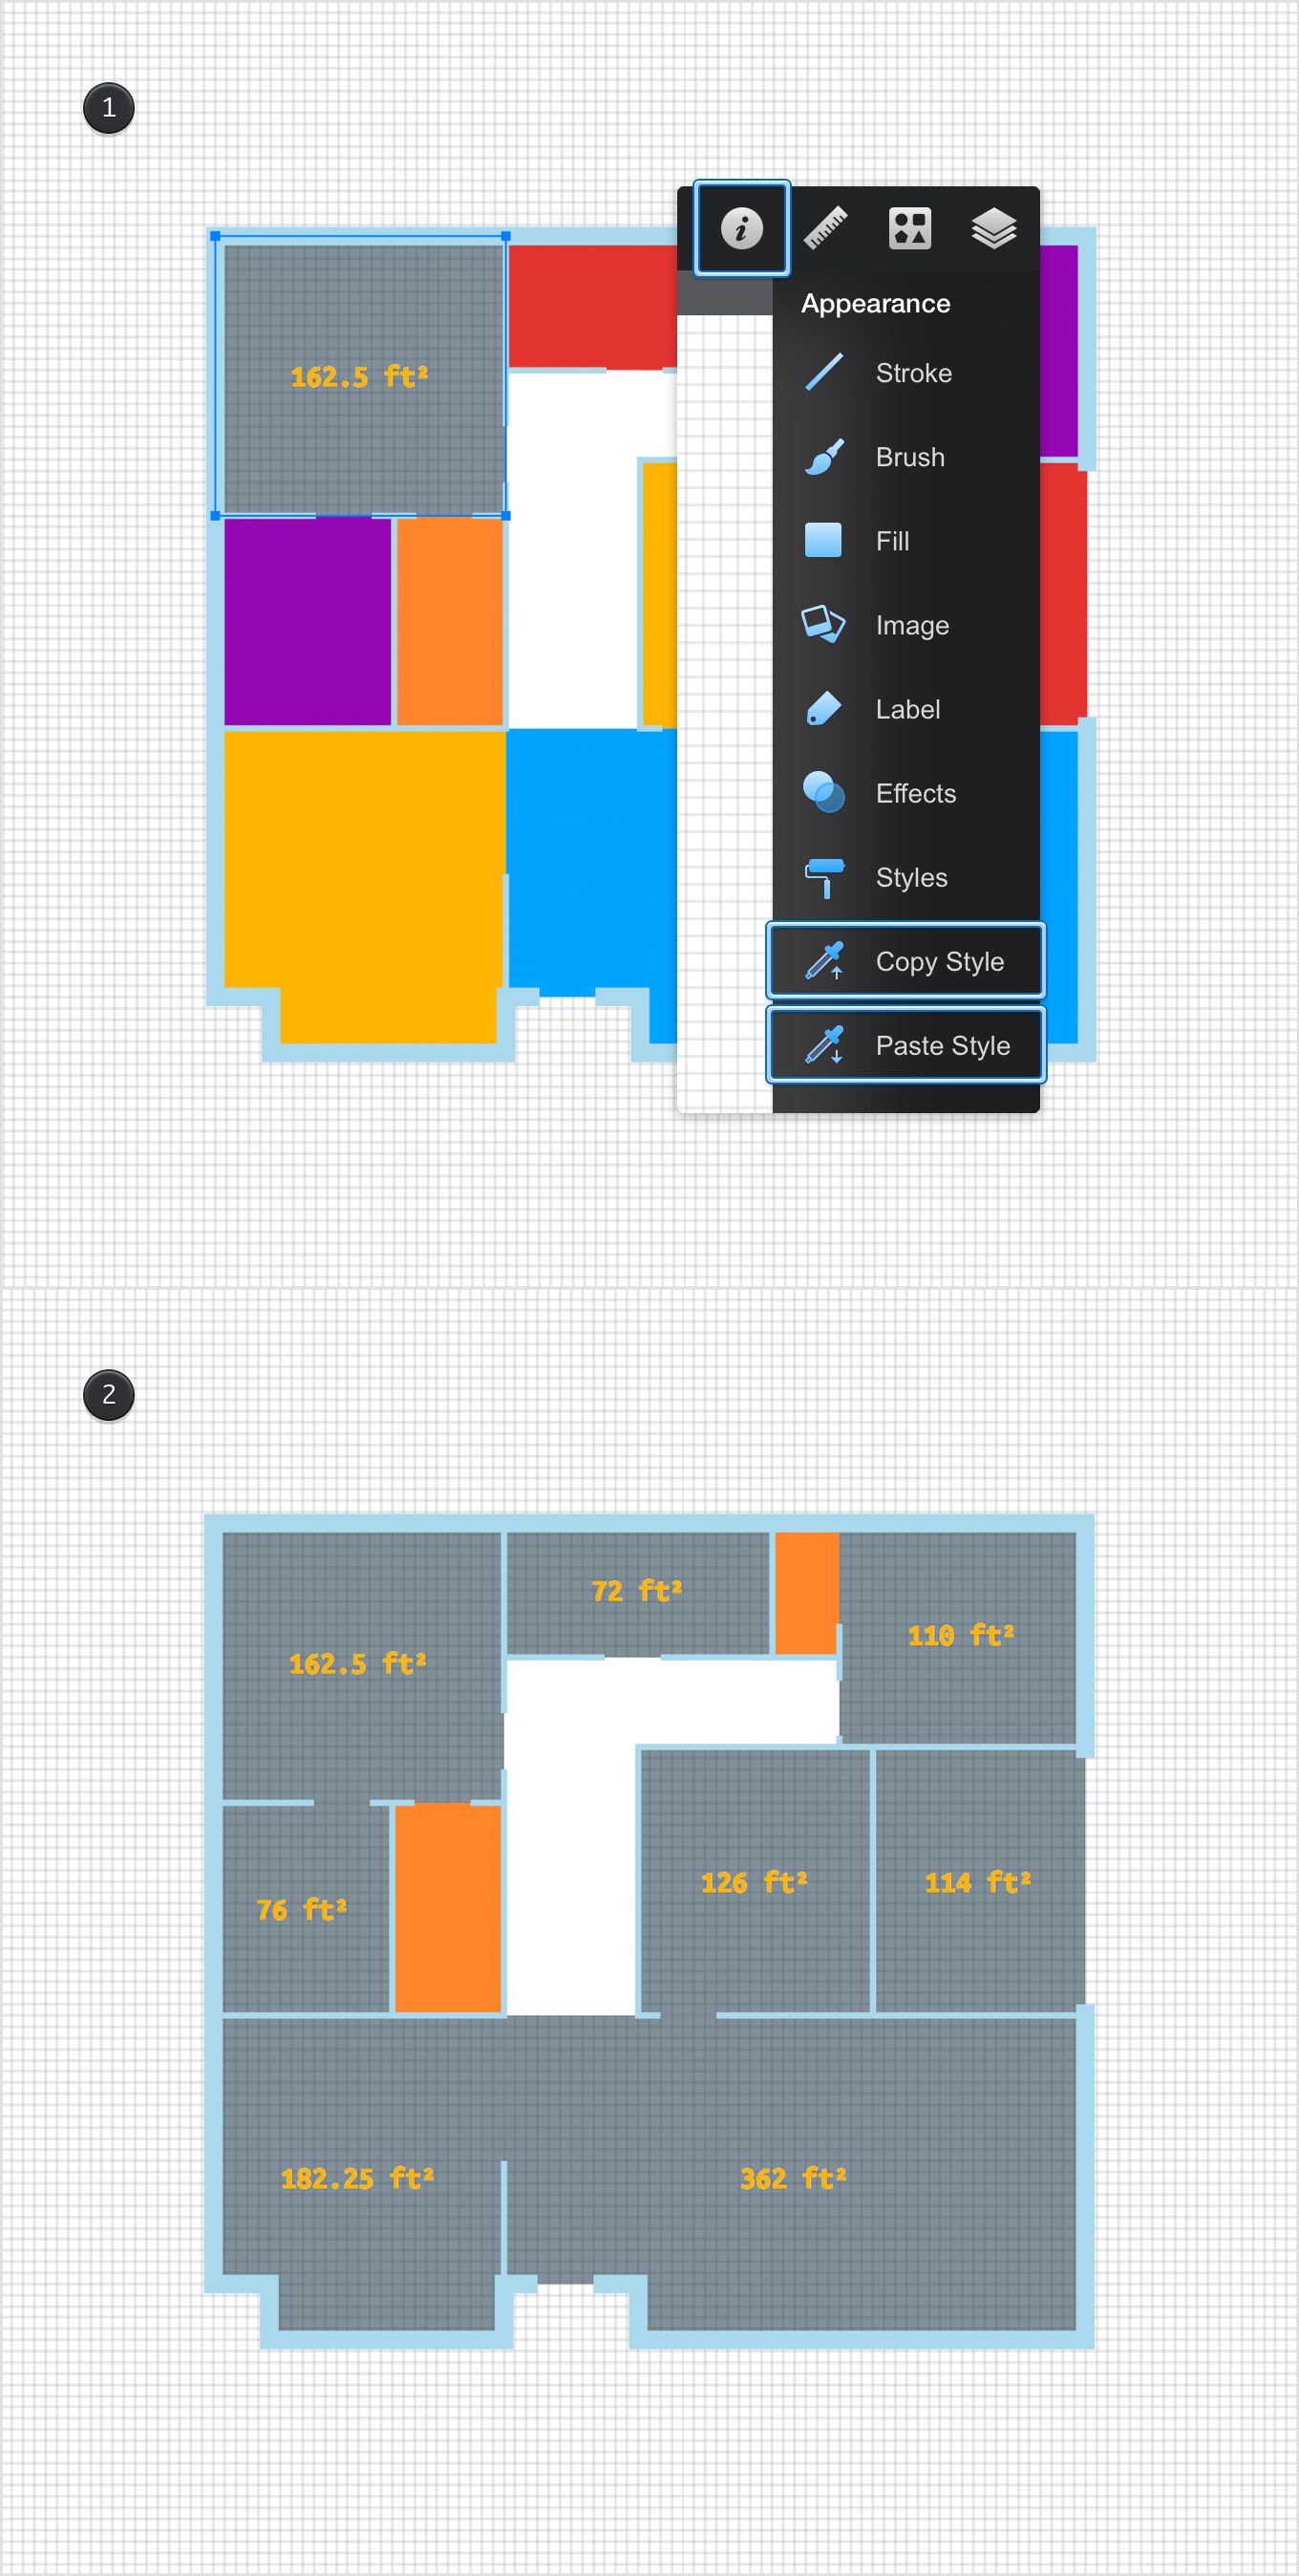 1
162.5 ft²
Appearance
Stroke
Brush
Fill
Image
Label
Effects
Styles
Copy Style
Paste Style
2
72 ft²
110 ft²
162.5 ft²
126 ft²
114 ft²
76 ft²
182.25 ft²
362 ft²